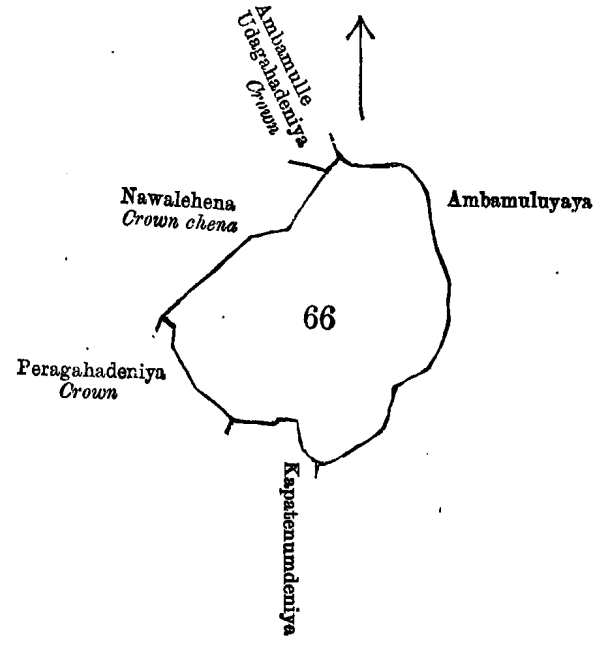 Ambamulle
Udagahadeniya
Crown
Nawalehena
Crown chena
Ambamuluyaya
66
Peragahadeniya
Crown
Kapatenumdeniya